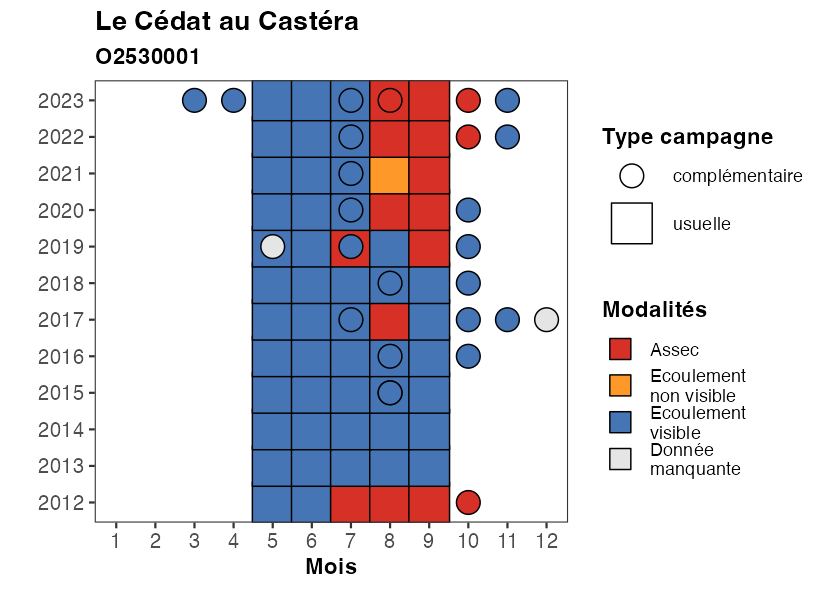 Le Cédat au Castéra
O2530001
2023
2022
2021
2020
2019
2018
2017
2016
2015
2014
2013
2012
1 2 3 4 5 6 7 8 9 10 11 12
Mois
Type campagne
complémentaire
usuelle
Modalités
Assec
Ecoulement
non visible
Ecoulement
visible
Donnée
manquante